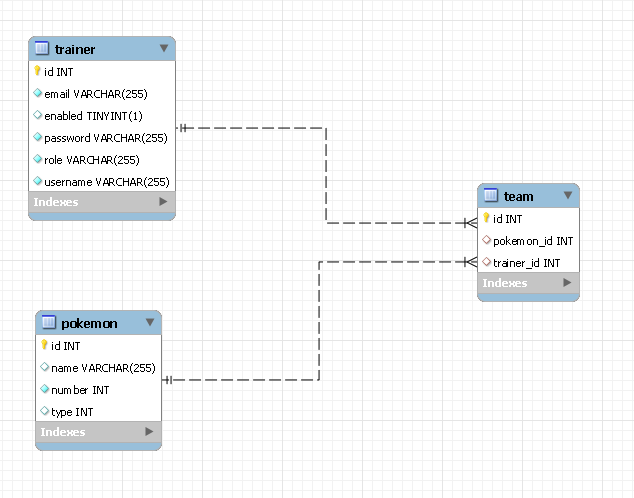 trainer
id INT
email VARCHAR(255)
enabled TINYINT(1)
password VARCHAR(255)
role VARCHAR(255)
username VARCHAR(255)
Indexes
team
id INT
pokemon_id INT
trainer_id INT
Indexes
pokemon
id INT
name VARCHAR(255)
number INT
type INT
Indexes